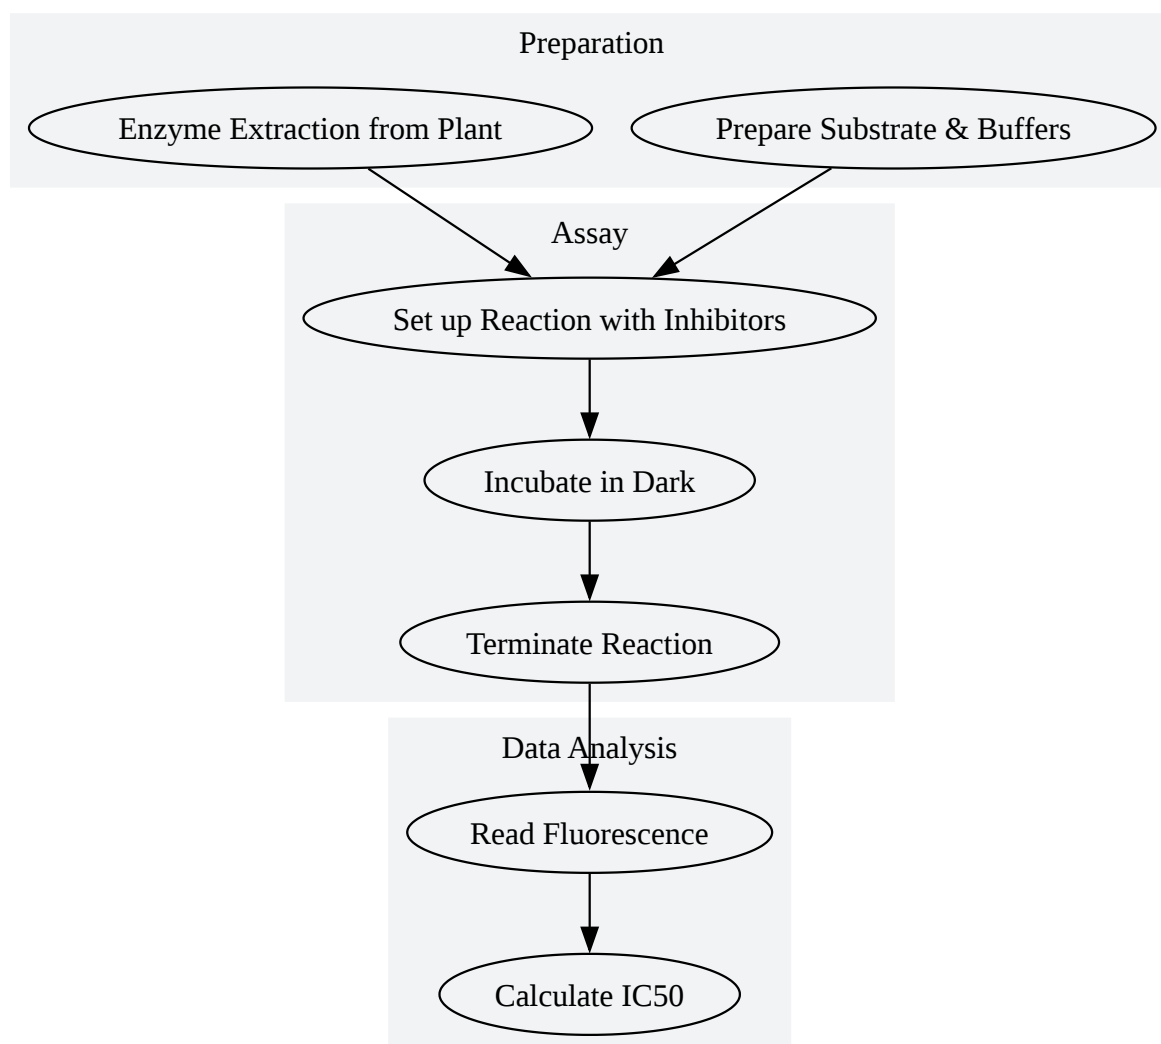 Preparation
Enzyme Extraction from Plant
Prepare Substrate & Buffers
Assay
Set up Reaction with Inhibitors
Incubate in Dark
Terminate Reaction
Data Analysis
Read Fluorescence
Calculate IC50